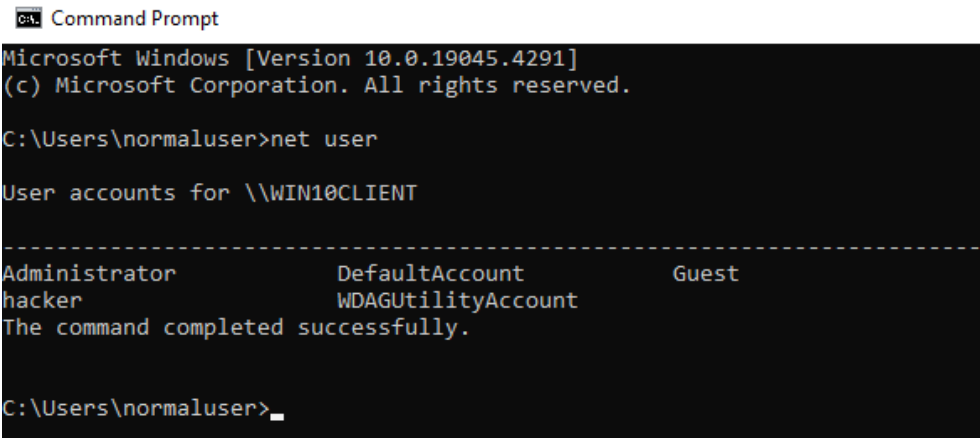 Command Prompt
Microsoft Windows [Version 10.0.19045.4291]
(c) Microsoft Corporation. All rights reserved.
C:\Users\normaluser>net user
User accounts for \\WIN10CLIENT
-------------------------------------------------------------------------
Administrator            DefaultAccount           Guest
hacker                   WDAGUtilityAccount
The command completed successfully.
C:\Users\normaluser>